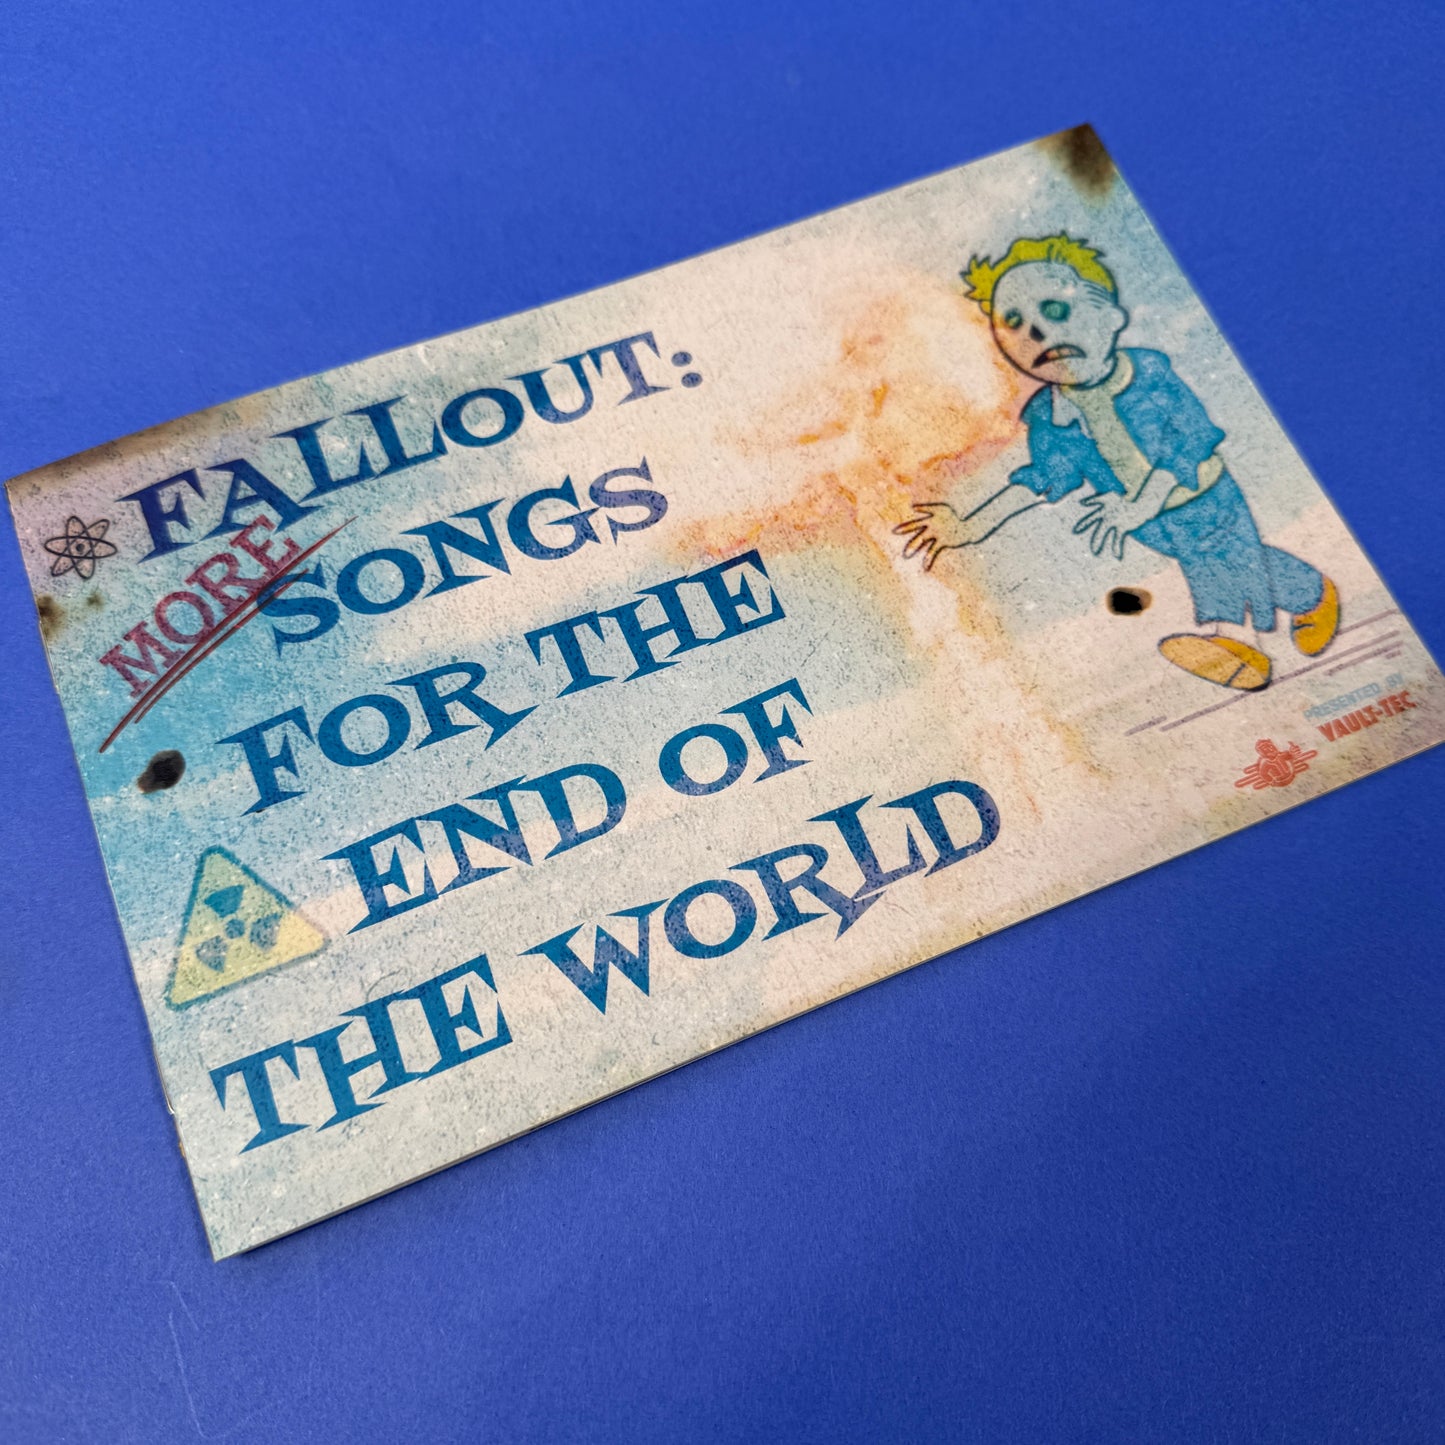 FALLOUT:
MORE
SONGS
FOR THE
END OF
THE WORLD
PRESENTED BY
VAULT-TEC